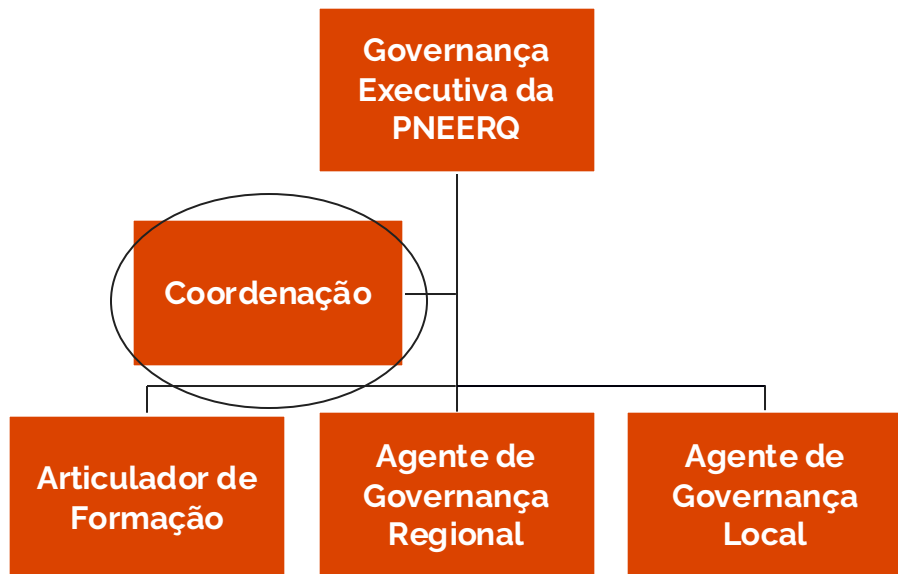 Governança
Executiva da
PNEERQ
Coordenação
Articulador de
Formação
Agente de
Governança
Regional
Agente de
Governança
Local